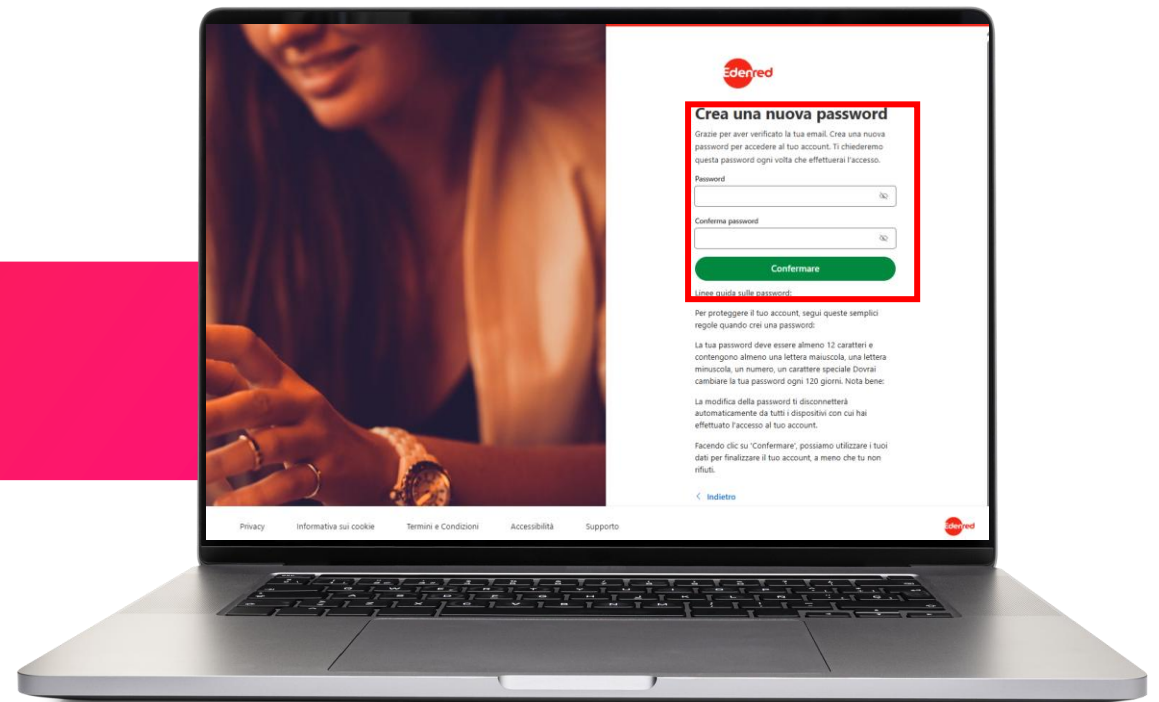 Edenred
Crea una nuova password
Grazie per aver verificato la tua email. Crea una nuova
password per accedere al tuo account. Ti chiederemo
questa password ogni volta che effettuerai l'accesso.
Password
Conferma password
Confermare
Linee guida sulle password:
Per proteggere il tuo account, segui queste semplici
regole quando crei una password:
La tua password deve essere almeno 12 caratteri e
contengono almeno una lettera maiuscola, una lettera
minuscola, un numero, un carattere speciale Dovrai
cambiare la tua password ogni 120 giorni. Nota bene:
La modifica della password ti disconnetterà
automaticamente da tutti i dispositivi con cui hai
effettuato l'accesso al tuo account.
Facendo clic su 'Confermare', possiamo utilizzare i tuoi
dati per finalizzare il tuo account, a meno che tu non
rifiuti.
< Indietro
Privacy Informativa sui cookie Termini e Condizioni Accessibilità Supporto Edenred